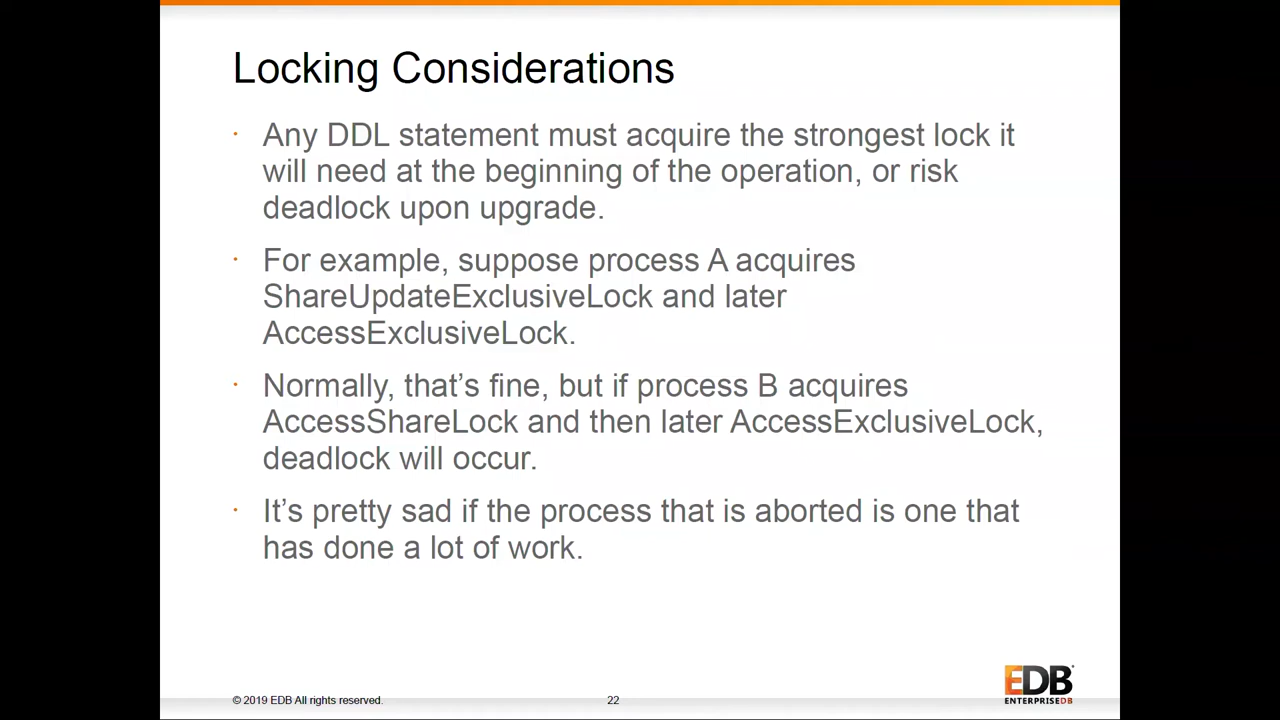 Locking Considerations
· Any DDL statement must acquire the strongest lock it
will need at the beginning of the operation, or risk
deadlock upon upgrade.
· For example, suppose process A acquires
ShareUpdateExclusiveLock and later
AccessExclusiveLock.
· Normally, that’s fine, but if process B acquires
AccessShareLock and then later AccessExclusiveLock,
deadlock will occur.
· It’s pretty sad if the process that is aborted is one that
has done a lot of work.
EDB
ENTERPRISEDB
© 2019 EDB All rights reserved.
22